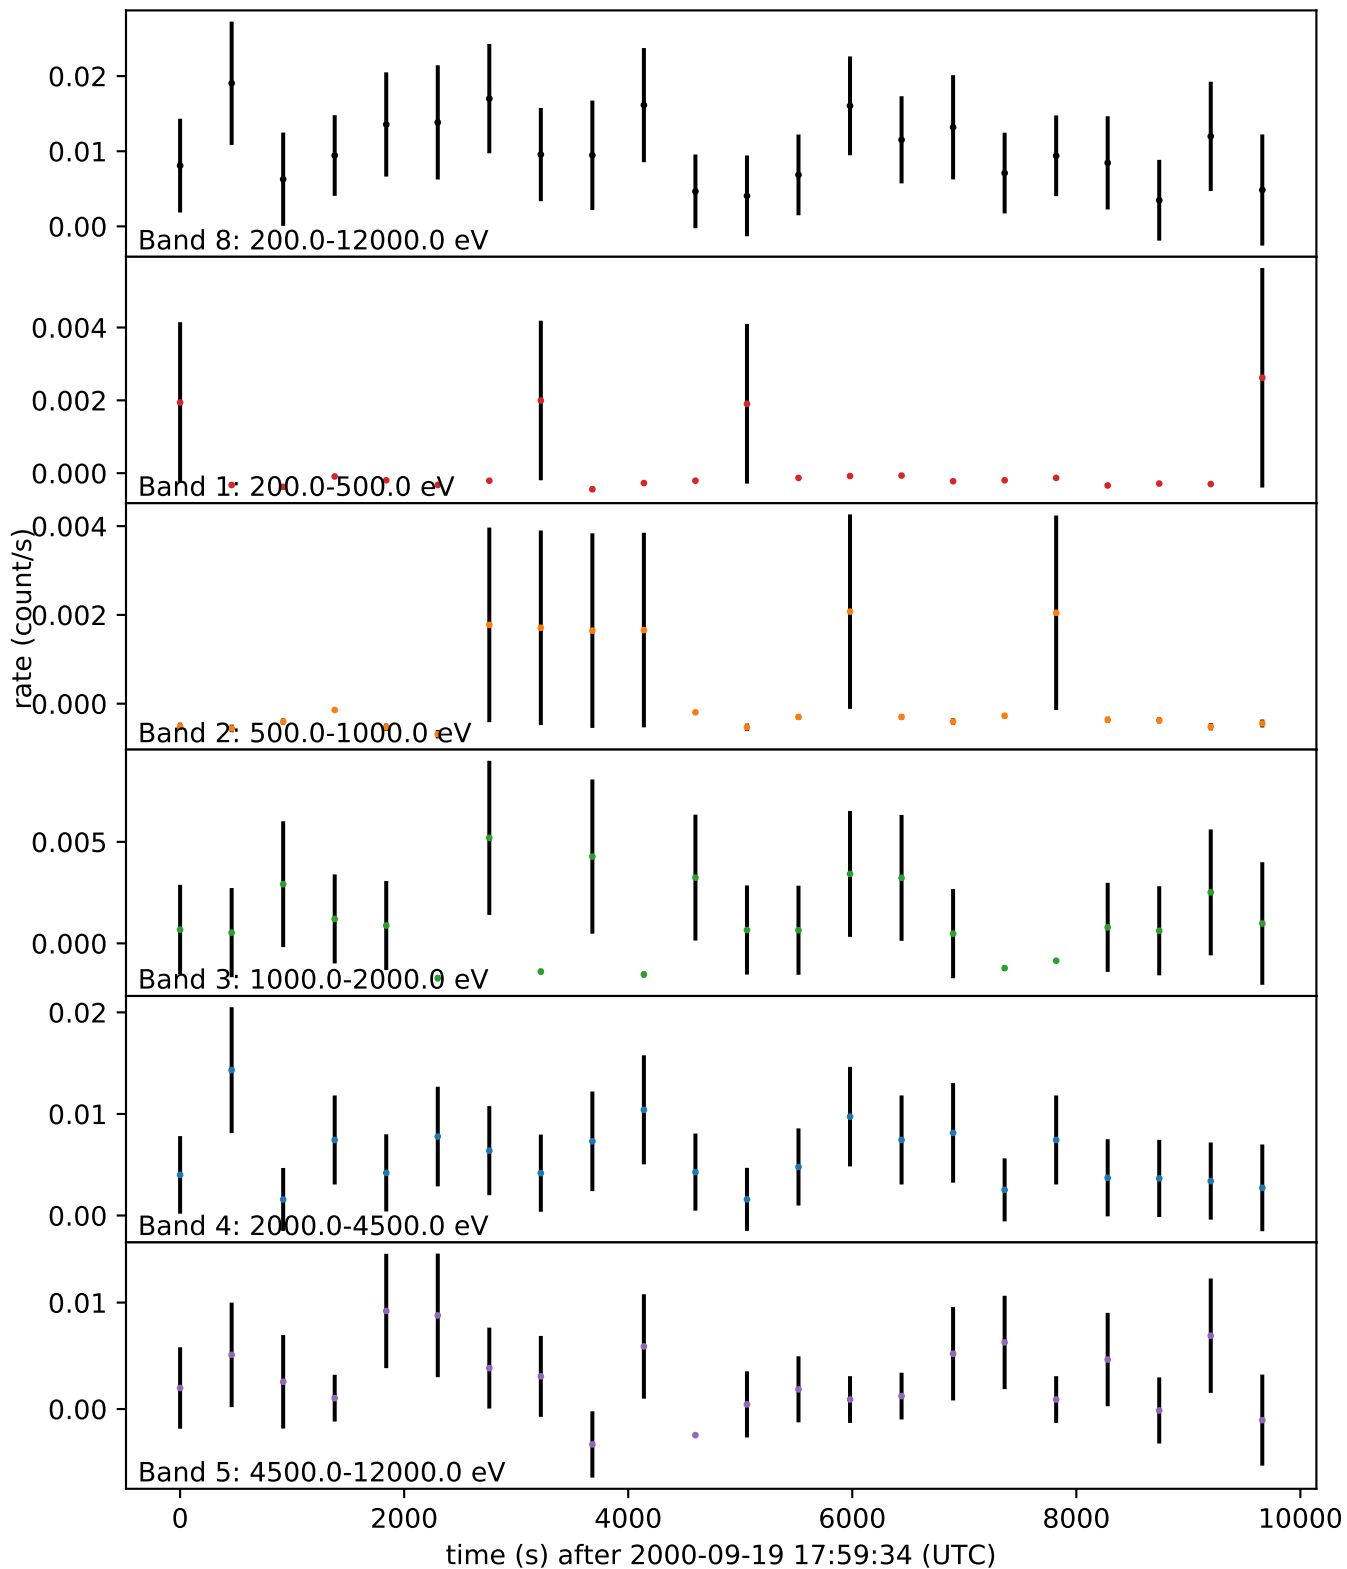 0.02
0.01
0.00
Band 8: 200.0-12000.0 eV
0.004
0.002
0.000
Band 1: 200.0-500.0 eV
rate (count/s)
0.004
0.002
0.000
Band 2: 500.0-1000.0 eV
0.005
0.000
Band 3: 1000.0-2000.0 eV
0.02
0.01
0.00
Band 4: 2000.0-4500.0 eV
0.01
0.00
Band 5: 4500.0-12000.0 eV
0 2000 4000 6000 8000 10000
time (s) after 2000-09-19 17:59:34 (UTC)